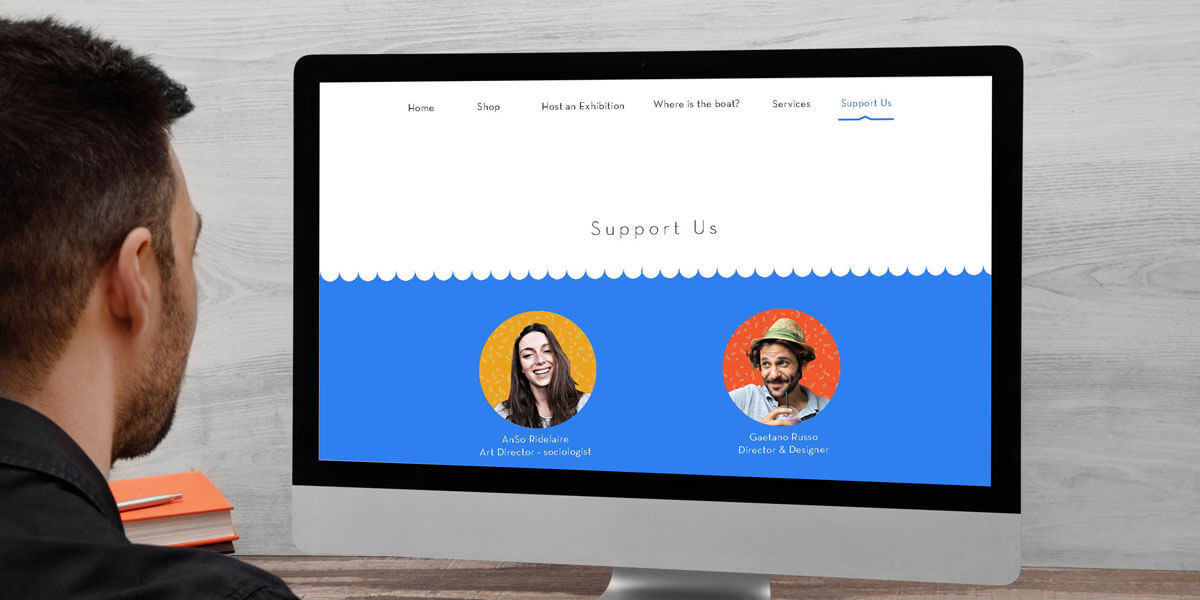 Home Shop Host an Exhibition Where is the boat? Services Support Us
Support Us
AnSo Ridelaire
Art Director - sociologist
Gaetano Russo
Director & Designer